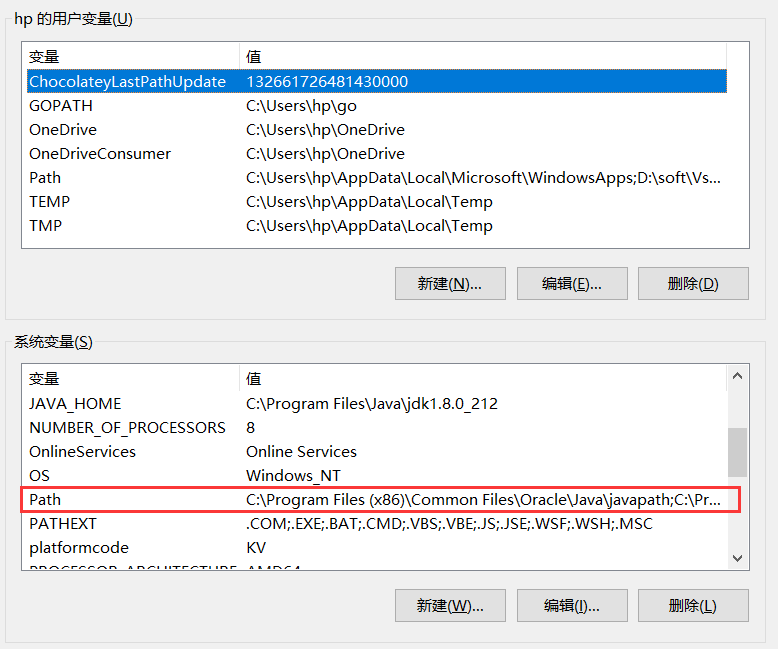 hp 的用户变量(U)
变量 值
ChocolateyLastPathUpdate 132661726481430000
GOPATH C:\Users\hp\go
OneDrive C:\Users\hp\OneDrive
OneDriveConsumer C:\Users\hp\OneDrive
Path C:\Users\hp\AppData\Local\Microsoft\WindowsApps;D:\soft\Vs...
TEMP C:\Users\hp\AppData\Local\Temp
TMP C:\Users\hp\AppData\Local\Temp
新建(N)... 编辑(E)... 删除(D)
系统变量(S)
变量 值
JAVA_HOME C:\Program Files\Java\jdk1.8.0_212
NUMBER_OF_PROCESSORS 8
OnlineServices Online Services
OS Windows_NT
Path C:\Program Files (x86)\Common Files\Oracle\Java\javapath;C:\Pr...
PATHEXT .COM;.EXE;.BAT;.CMD;.VBS;.VBE;.JS;.JSE;.WSF;.WSH;.MSC
platformcode KV
PROCESSOR_ARCHITECTURE AMD64
新建(W)... 编辑(I)... 删除(L)